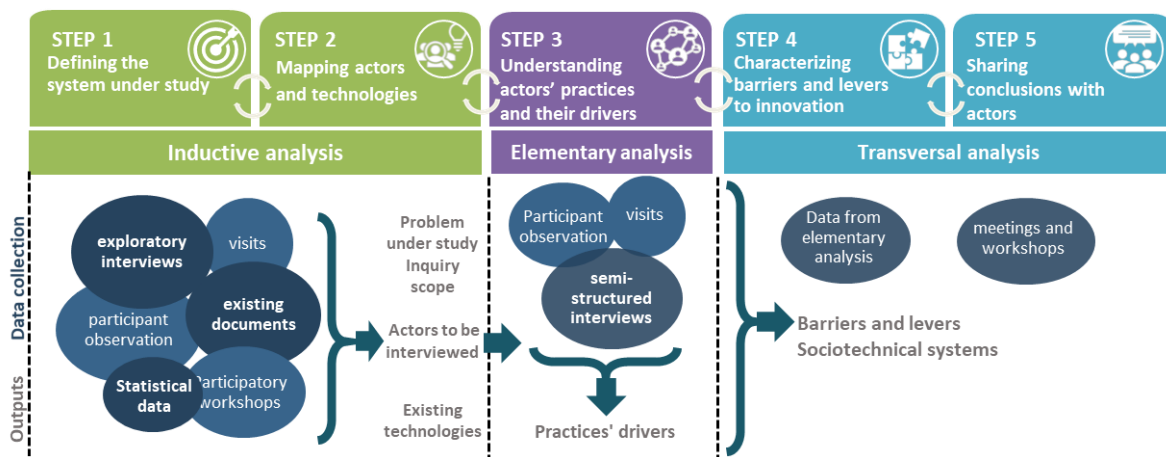 STEP 1
Defining the
system under study
STEP 2
Mapping actors
and technologies
STEP 3
Understanding
actors' practices
and their drivers
STEP 4
Characterizing
barriers and levers
to innovation
STEP 5
Sharing
conclusions with
actors
Inductive analysis
Elementary analysis
Transversal analysis
Data collection
Outputs
exploratory
interviews
visits
participant
observation
existing
documents
Statistical
data
Participatory
workshops
Problem
under study
Inquiry
scope
Actors to be
interviewed
Existing
technologies
Participant
observation
visits
semi-
structured
interviews
Practices' drivers
Data from
elementary
analysis
meetings and
workshops
Barriers and levers
Sociotechnical systems